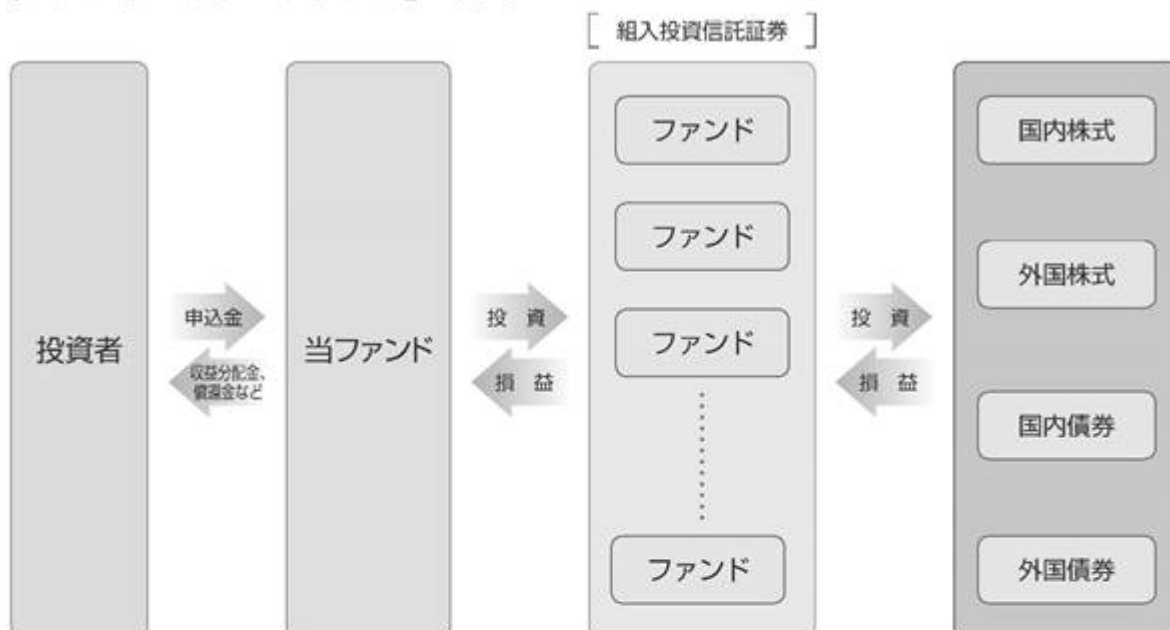 [ 組入投資信託証券 ]
投資者
申込金
収益分配金、
償還金など
当ファンド
投 資
損 益
ファンド
ファンド
ファンド
ファンド
投 資
損 益
国内株式
外国株式
国内債券
外国債券